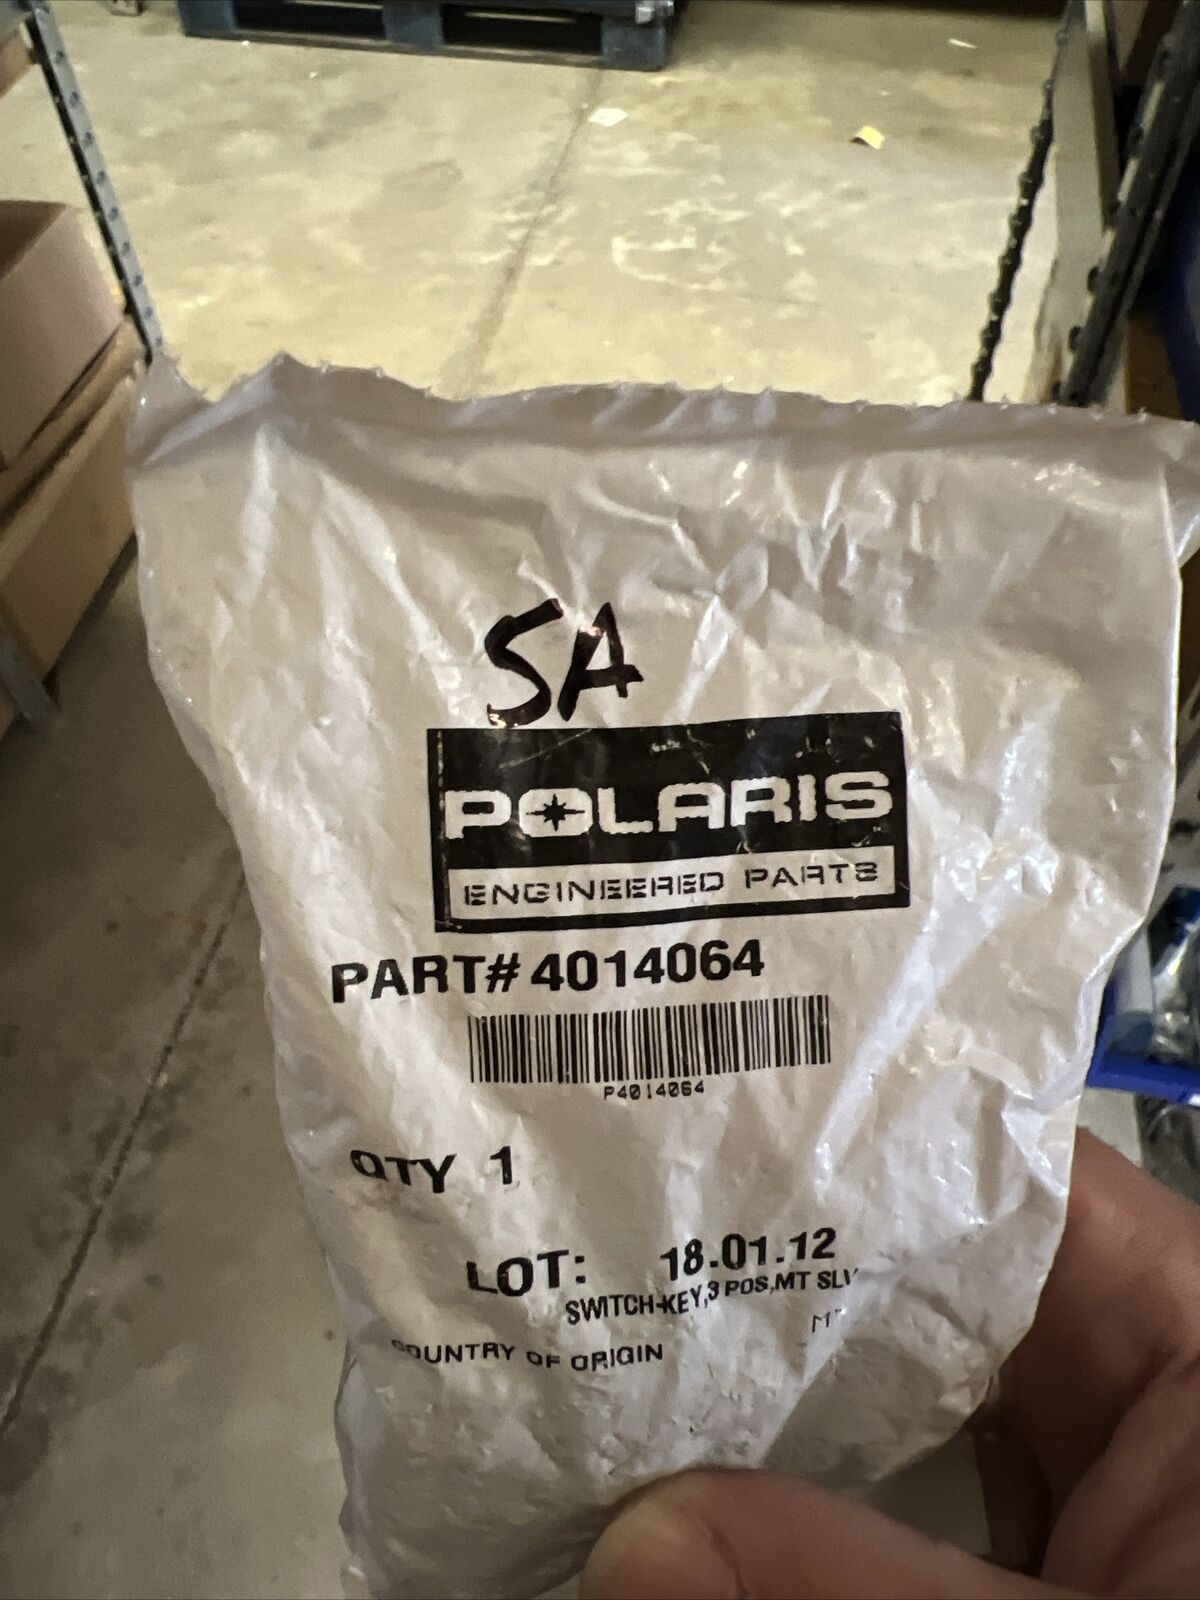 SA
POLARIS
ENGINEERED PARTS
PART# 4014064
P4014064
QTY 1
LOT: 18.01.12
SWITCH-KEY,3 POS,MT SLV
COUNTRY OF ORIGIN